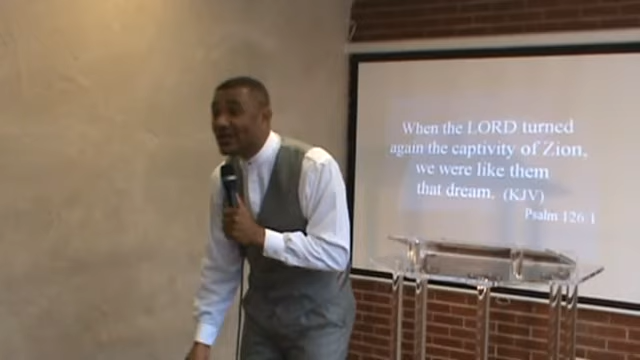 When the LORD turned
again the captivity of Zion,
we were like them
that dream. (KJV)
Psalm 126:1